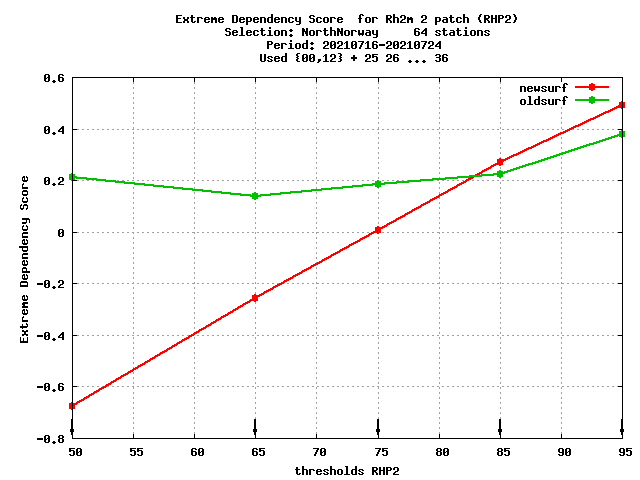 Extreme Dependency Score  for Rh2m 2 patch (RHP2)
Selection: NorthNorway     64 stations
Period: 20210716-20210724
Used {00,12} + 25 26 ... 36
newsurf
oldsurf
Extreme Dependency Score
0.6
0.4
0.2
0
-0.2
-0.4
-0.6
-0.8
50 55 60 65 70 75 80 85 90 95
thresholds RHP2